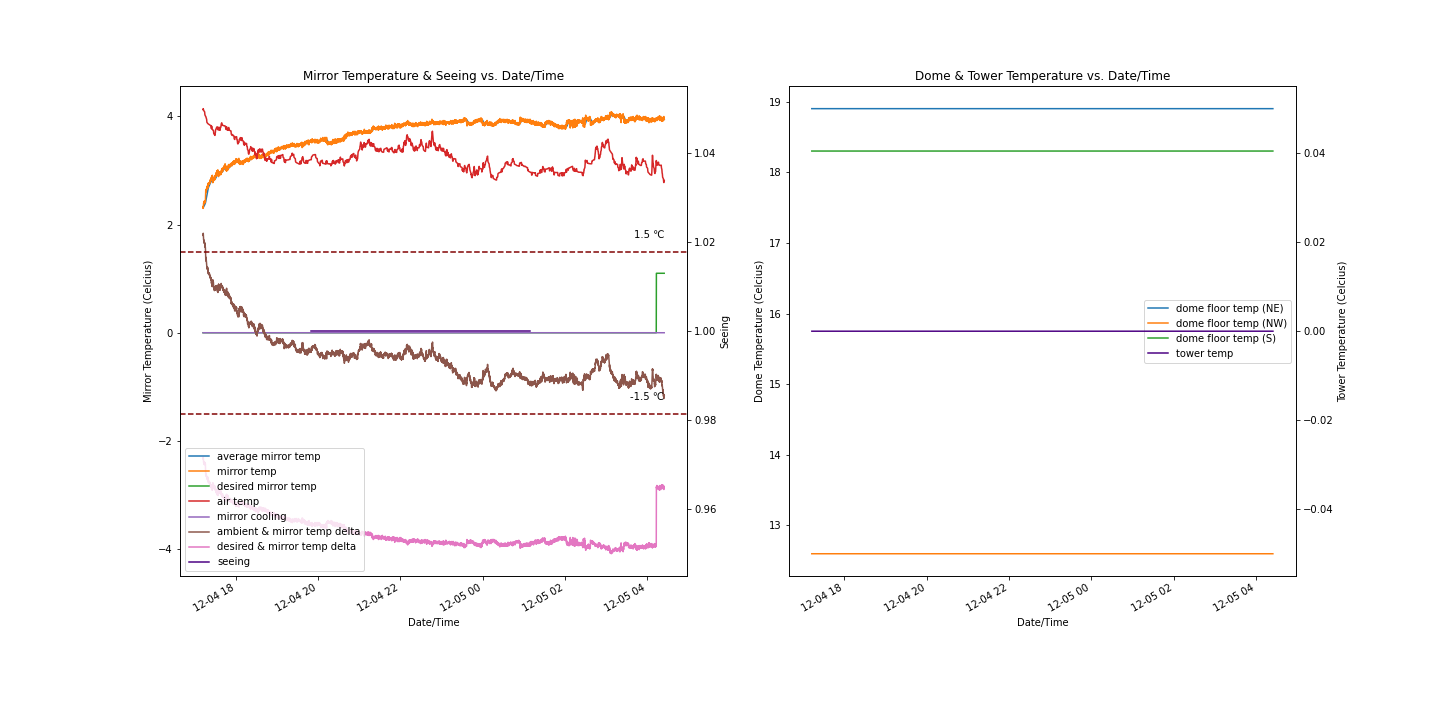 Mirror Temperature & Seeing vs. Date/Time
4
2
0
−2
−4
Mirror Temperature (Celcius)
1.5 °C
-1.5 °C
average mirror temp
mirror temp
desired mirror temp
air temp
mirror cooling
ambient & mirror temp delta
desired & mirror temp delta
seeing
1.04
1.02
1.00
0.98
0.96
Seeing
12-04 18
12-04 20
12-04 22
12-05 00
12-05 02
12-05 04
Date/Time
Dome & Tower Temperature vs. Date/Time
19
18
17
16
15
14
13
Dome Temperature (Celcius)
dome floor temp (NE)
dome floor temp (NW)
dome floor temp (S)
tower temp
0.04
0.02
0.00
−0.02
−0.04
Tower Temperature (Celcius)
12-04 18
12-04 20
12-04 22
12-05 00
12-05 02
12-05 04
Date/Time